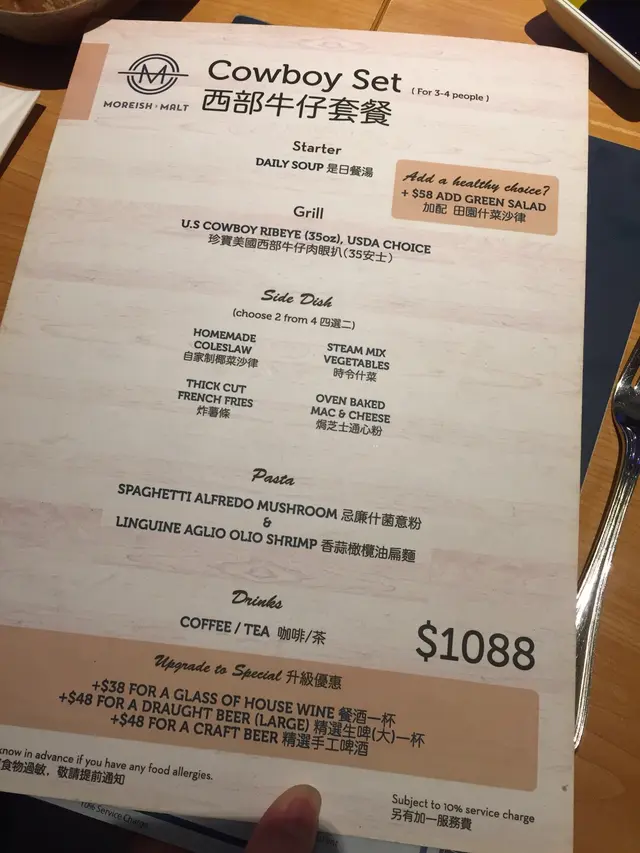 M
MOREISH & MALT
Cowboy Set ( For 3-4 people )
西部牛仔套餐
Starter
DAILY SOUP 是日餐湯
Add a healthy choice?
+ $58 ADD GREEN SALAD
加配 田園什菜沙律
Grill
U.S COWBOY RIBEYE (35oz), USDA CHOICE
珍寶美國西部牛仔肉眼扒(35安士)
Side Dish
(choose 2 from 4 四選二)
HOMEMADE
COLESLAW
自家制椰菜沙律
STEAM MIX
VEGETABLES
時令什菜
THICK CUT
FRENCH FRIES
炸薯條
OVEN BAKED
MAC & CHEESE
焗芝士通心粉
Pasta
SPAGHETTI ALFREDO MUSHROOM 忌廉什菌意粉
&
LINGUINE AGLIO OLIO SHRIMP 香蒜橄欖油扁麵
Drinks
COFFEE / TEA 咖啡/茶
$1088
Upgrade to Special 升級優惠
+$38 FOR A GLASS OF HOUSE WINE 餐酒一杯
+$48 FOR A DRAUGHT BEER (LARGE) 精選生啤(大)一杯
+$48 FOR A CRAFT BEER 精選手工啤酒
know in advance if you have any food allergies.
食物過敏，敬請提前通知
Subject to 10% service charge
另有加一服務費
10% Service Charge